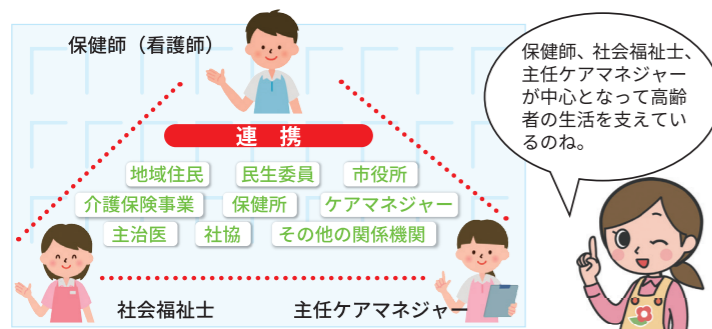 保健師（看護師）
連携
地域住民 民生委員 市役所
介護保険事業 保健所 ケアマネジャー
主治医 社協 その他の関係機関
社会福祉士 主任ケアマネジャー
保健師、社会福祉士、
主任ケアマネジャー
が中心となって高齢
者の生活を支えてい
るのね。